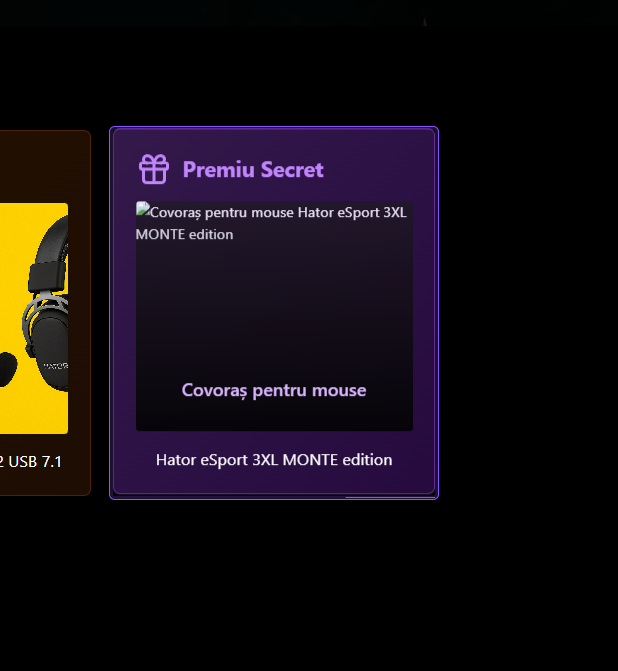 Premiu Secret
Covoraș pentru mouse Hator eSport 3XL
MONTE edition
Covoraș pentru mouse
Hator eSport 3XL MONTE edition
2 USB 7.1